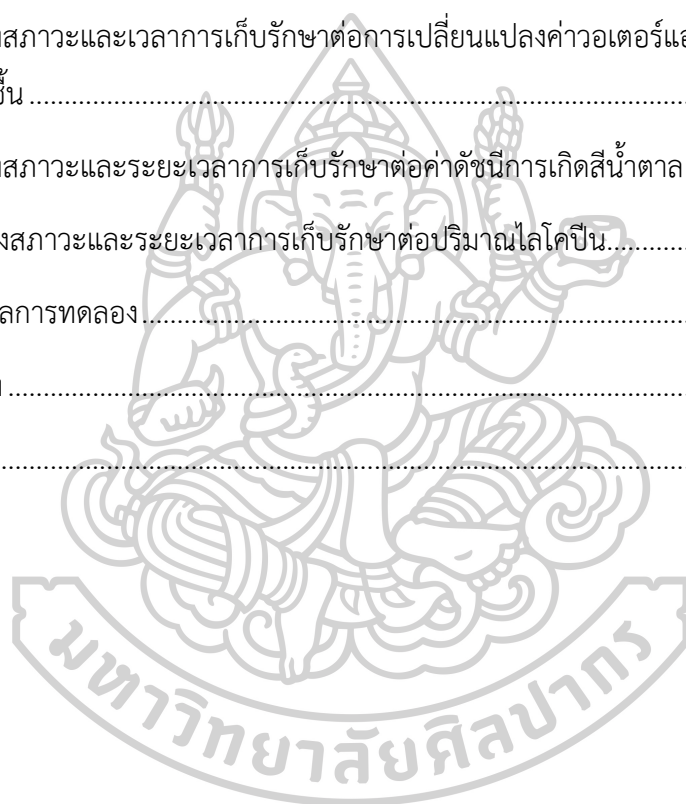 งสภาวะและเวลาการเก็บรักษาต่อการเปลี่ยนแปลงค่าวอเตอร์แอ
ชื้น ........................................................................................
งสภาวะและระยะเวลาการเก็บรักษาต่อค่าดัชนีการเกิดสีน้ำตาล
งสภาวะและระยะเวลาการเก็บรักษาต่อปริมาณไลโคปีน............
ลการทดลอง........................................................................
........................................................................................
........................................................................................
มหาวิทยาลัยศิลปากร